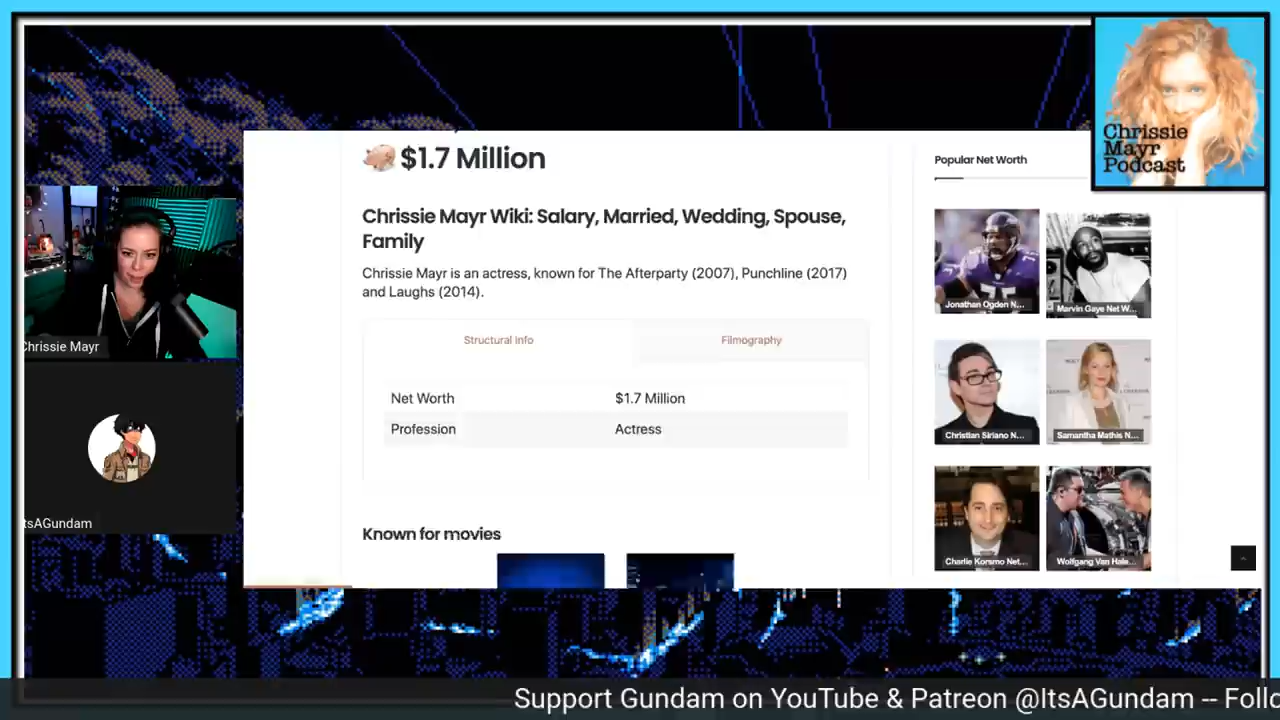 Chrissie
Mayr
Podcast
$1.7 Million
Popular Net Worth
Chrissie Mayr Wiki: Salary, Married, Wedding, Spouse,
Family
Chrissie Mayr is an actress, known for The Afterparty (2007), Punchline (2017)
and Laughs (2014).
Structural Info
Filmography
Net Worth
$1.7 Million
Profession
Actress
Known for movies
Jonathan Ogden N...
Marvin Gaye Net W...
Christian Siriano N...
Samantha Mathis N...
Charlie Korsmo Net...
Wolfgang Van Hale...
Chrissie Mayr
tsAGundam
Support Gundam on YouTube & Patreon @ItsAGundam -- Follo